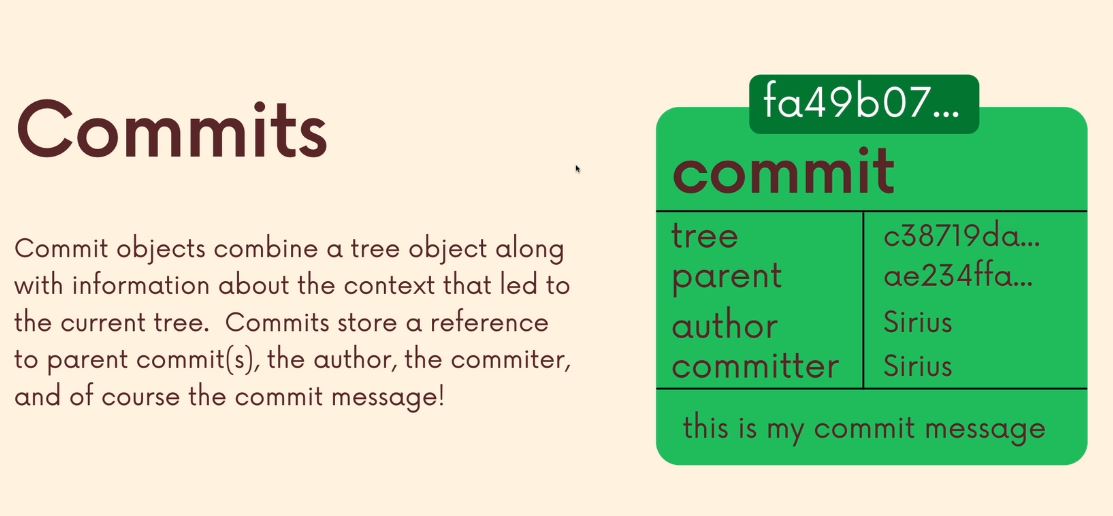 Commits
Commit objects combine a tree object along
with information about the context that led to
the current tree.  Commits store a reference
to parent commit(s), the author, the commiter,
and of course the commit message!
fa49b07...
commit
tree c38719da...
parent ae234ffa...
author Sirius
committer Sirius
this is my commit message